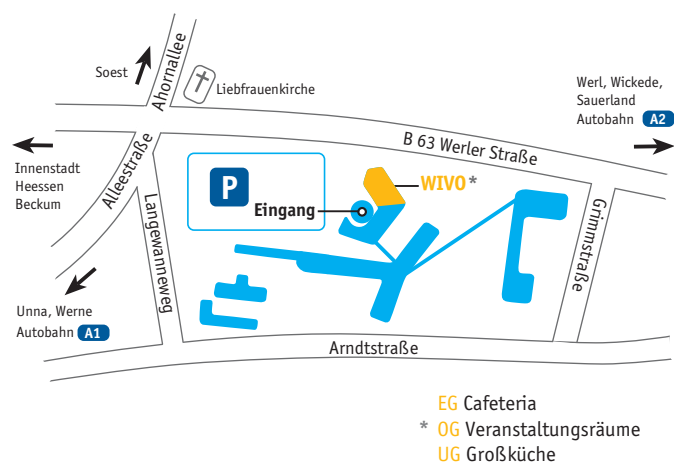 Soest
Ahornallee
Liebfrauenkirche
Werl, Wickede,
Sauerland
Autobahn A2
B 63 Werler Straße
Innenstadt
Heessen
Beckum
Alleestraße
P
WIVO *
Eingang
Langewanneweg
Grimmstraße
Unna, Werne
Autobahn A1
Arndtstraße
EG Cafeteria
* OG Veranstaltungsräume
UG Großküche